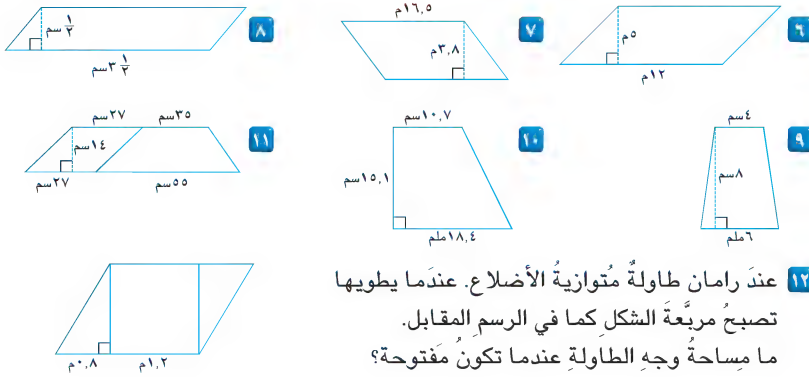 ٦
٥م
١٢م
٧
١٦,٥م
٣,٨م
٨
١/٢ سم
٣ ١/٢ سم
٩
٤سم
٨سم
٦ملم
١٠
١٠,٧سم
١٥,١سم
١٨,٤ملم
١١
٣٥سم ٢٧سم
١٤سم
٥٥سم ٢٧سم
١٢ عندَ رامان طاولةٌ مُتوازيةُ الأضلاع. عندَما يطويها
تصبحُ مربَّعةَ الشكلِ كما في الرسمِ المقابل.
ما مِساحةُ وجهِ الطاولةِ عندما تكونُ مَفتوحة؟
١,٢م ٠,٨م